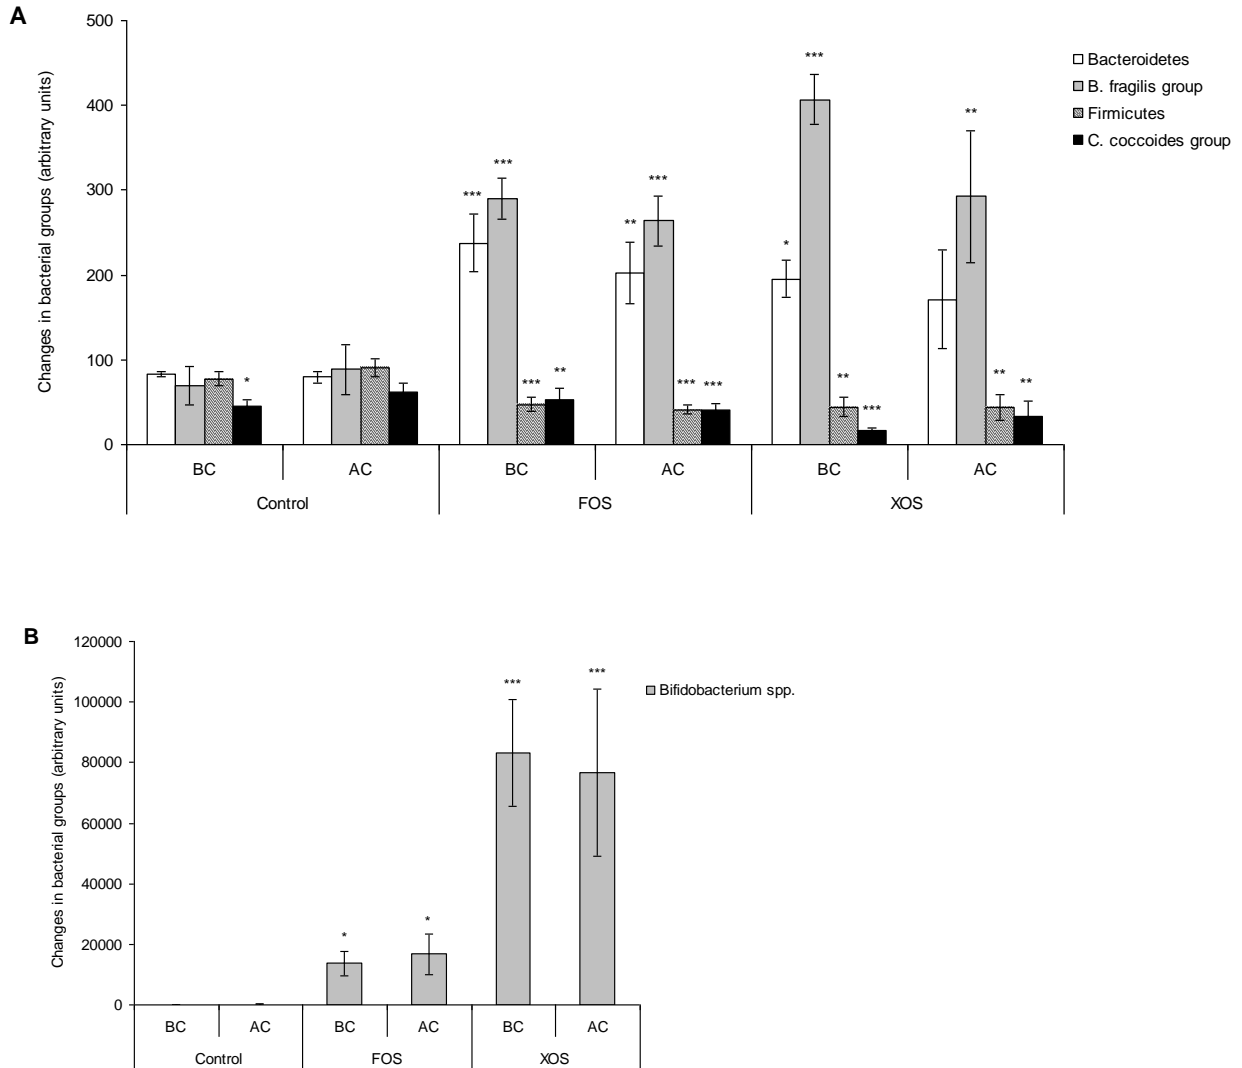 A
Changes in bacterial groups (arbitrary units)
500
400
300
200
100
0
*
***
***
***
**
**
***
***
***
*
***
**
***
**
**
**
BC
AC
BC
AC
BC
AC
Control
FOS
XOS
Bacteroidetes
B. fragilis group
Firmicutes
C. coccoides group
B
Changes in bacterial groups (arbitrary units)
120000
100000
80000
60000
40000
20000
0
*
*
***
***
BC
AC
BC
AC
BC
AC
Control
FOS
XOS
Bifidobacterium spp.